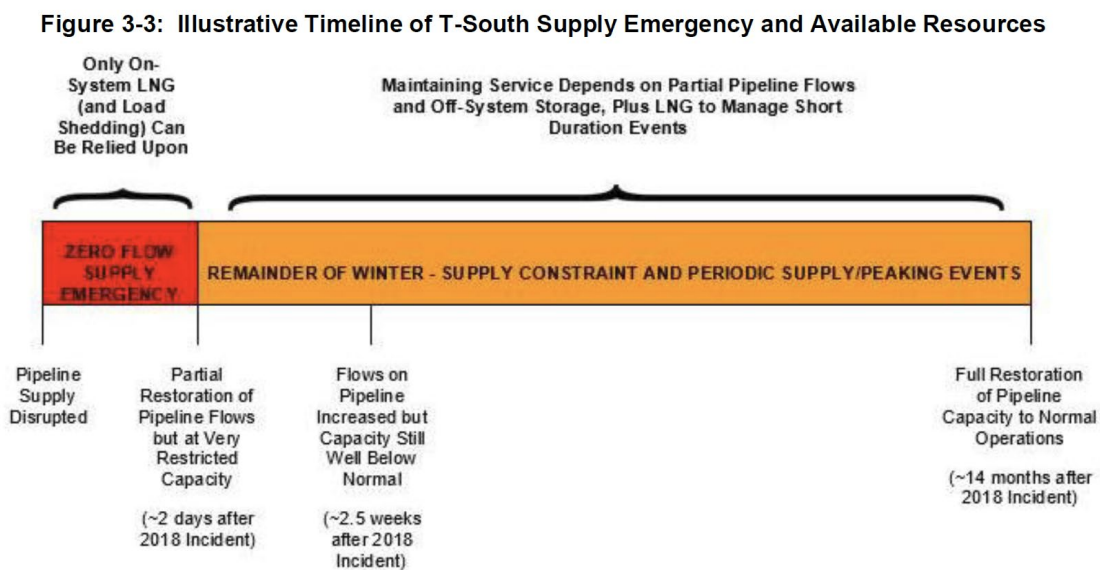 Figure 3-3: Illustrative Timeline of T-South Supply Emergency and Available Resources
Only On-
System LNG
(and Load
Shedding) Can
Be Relied Upon
Maintaining Service Depends on Partial Pipeline Flows
and Off-System Storage, Plus LNG to Manage Short
Duration Events
ZERO FLOW
SUPPLY
EMERGENCY
REMAINDER OF WINTER - SUPPLY CONSTRAINT AND PERIODIC SUPPLY/PEAKING EVENTS
Pipeline
Supply
Disrupted
Partial
Restoration of
Pipeline Flows
but at Very
Restricted
Capacity
(~2 days after
2018 Incident)
Flows on
Pipeline
Increased but
Capacity Still
Well Below
Normal
(~2.5 weeks
after 2018
Incident)
Full Restoration
of Pipeline
Capacity to Normal
Operations
(~14 months after
2018 Incident)